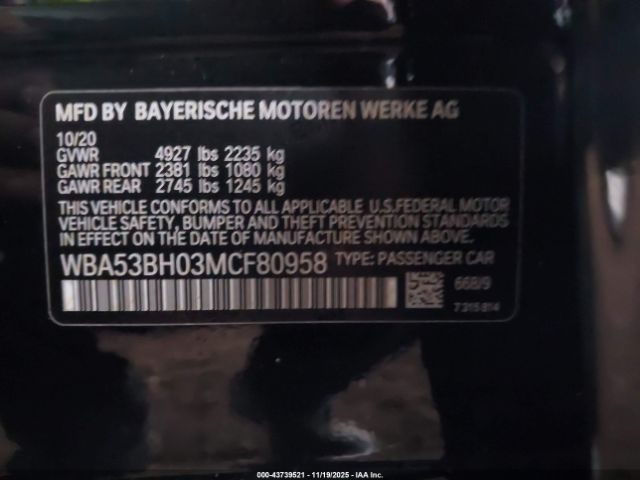 MFD BY BAYERISCHE MOTOREN WERKE AG
10/20
GVWR 4927 lbs 2235 kg
GAWR FRONT 2381 lbs 1080 kg
GAWR REAR 2745 lbs 1245 kg
THIS VEHICLE CONFORMS TO ALL APPLICABLE U.S.FEDERAL MOTOR
VEHICLE SAFETY, BUMPER AND THEFT PREVENTION STANDARDS
IN EFFECT ON THE DATE OF MANUFACTURE SHOWN ABOVE.
WBA53BH03MCF80958 TYPE: PASSENGER CAR
668/9
7 315 814
000-43739521 - 11/19/2025 - IAA Inc.